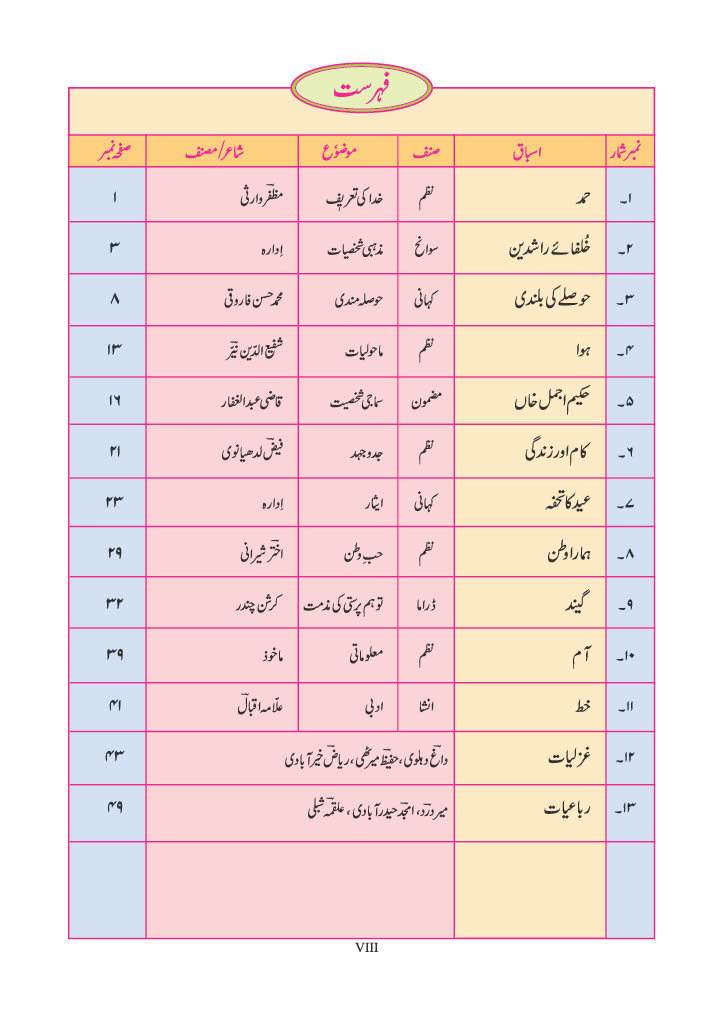 فہرست
نمبر شمار اسباق صنف موضوع شاعر/مصنف صفحہ نمبر
۱۔ حمد نظم خدا کی تعریف مظفر وارثی ۱
۲۔ خُلفائے راشدین سوانح مذہبی شخصیات اِدارہ ۳
۳۔ حوصلے کی بلندی کہانی حوصلہ مندی محمد حسن فاروقی ۸
۴۔ ہوا نظم ماحولیات شفیع الدّین نیّر ۱۳
۵۔ حکیم اجمل خاں مضمون سماجی شخصیت قاضی عبدالغفار ۱۶
۶۔ کام اور زندگی نظم جدوجہد فیض لدھیانوی ۲۱
۷۔ عید کا تحفہ کہانی ایثار اِدارہ ۲۳
۸۔ ہمارا وطن نظم حبِ وطن اختر شیرانی ۲۹
۹۔ گیند ڈراما توہم پرستی کی مذمت کرشن چندر ۳۲
۱۰۔ آم نظم معلوماتی ماخوذ ۳۹
۱۱۔ خط انشا ادبی علّامہ اقبال ۴۱
۱۲۔ غزلیات داغ دہلوی، حفیظ میرٹھی، ریاض خیرآبادی ۴۳
۱۳۔ رباعیات میر درد، امجد حیدرآبادی، علقمہ شبلی ۴۹
VIII